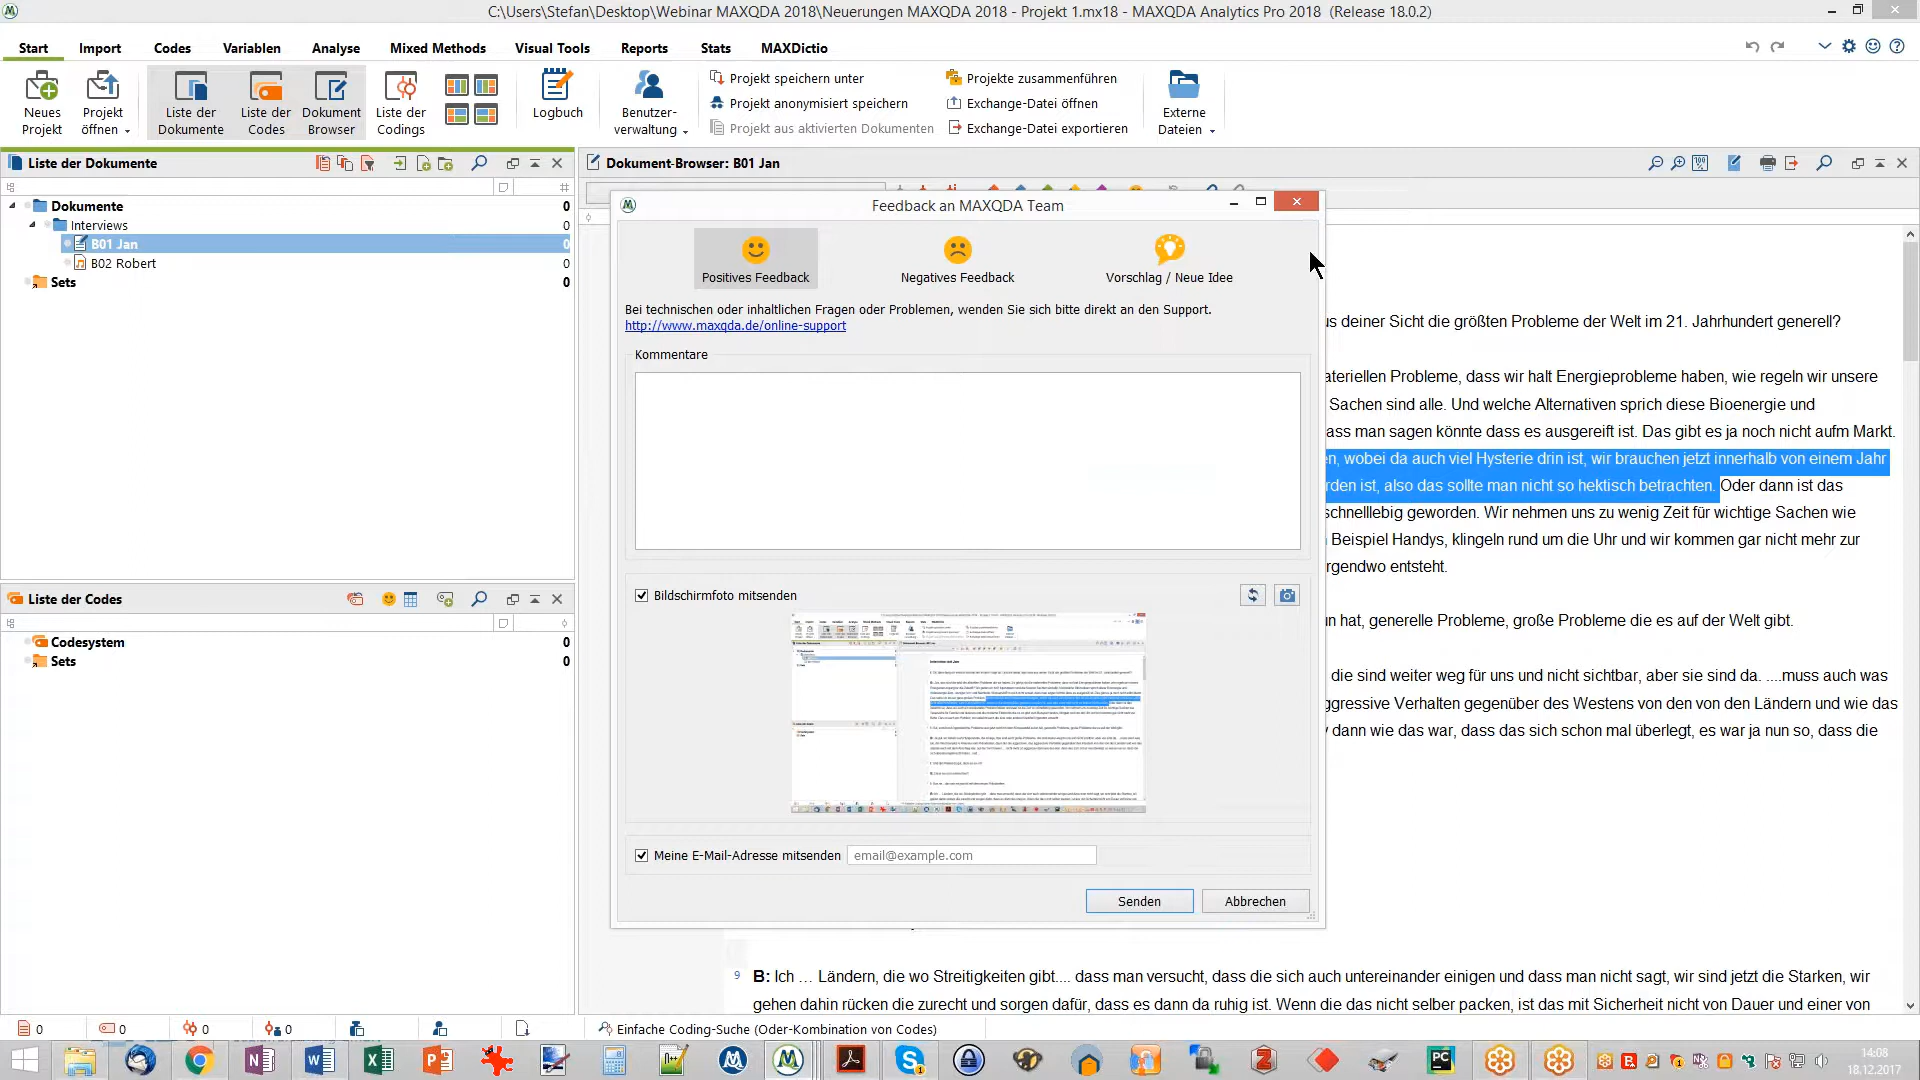 C:\Users\Stefan\Desktop\Webinar MAXQDA 2018\Neuerungen MAXQDA 2018 - Projekt 1.mx18 - MAXQDA Analytics Pro 2018 (Release 18.0.2)
Start Import Codes Variablen Analyse Mixed Methods Visual Tools Reports Stats MAXDictio
Neues Projekt
Projekt öffnen
Liste der Dokumente
Liste der Codes
Dokument Browser
Liste der Codings
Logbuch
Benutzer-verwaltung
Projekt speichern unter
Projekt anonymisiert speichern
Projekt aus aktivierten Dokumenten
Projekte zusammenführen
Exchange-Datei öffnen
Exchange-Datei exportieren
Externe Dateien
Liste der Dokumente
Dokumente 0
Interviews 0
B01 Jan 0
B02 Robert 0
Sets 0
Liste der Codes
Codesystem 0
Sets 0
Dokument-Browser: B01 Jan
Feedback an MAXQDA Team
Positives Feedback
Negatives Feedback
Vorschlag / Neue Idee
Bei technischen oder inhaltlichen Fragen oder Problemen, wenden Sie sich bitte direkt an den Support.
http://www.maxqda.de/online-support
Kommentare
Bildschirmfoto mitsenden
Meine E-Mail-Adresse mitsenden email@example.com
Senden Abbrechen
us deiner Sicht die größten Probleme der Welt im 21. Jahrhundert generell?
ateriellen Probleme, dass wir halt Energieprobleme haben, wie regeln wir unsere
Sachen sind alle. Und welche Alternativen sprich diese Bioenergie und
ass man sagen könnte dass es ausgereift ist. Das gibt es ja noch nicht aufm Markt.
n, wobei da auch viel Hysterie drin ist, wir brauchen jetzt innerhalb von einem Jahr
rden ist, also das sollte man nicht so hektisch betrachten. Oder dann ist das
schnelllebig geworden. Wir nehmen uns zu wenig Zeit für wichtige Sachen wie
Beispiel Handys, klingeln rund um die Uhr und wir kommen gar nicht mehr zur
rgendwo entsteht.
un hat, generelle Probleme, große Probleme die es auf der Welt gibt.
die sind weiter weg für uns und nicht sichtbar, aber sie sind da. ....muss auch was
ggressive Verhalten gegenüber des Westens von den von den Ländern und wie das
dann wie das war, dass das sich schon mal überlegt, es war ja nun so, dass die
9 B: Ich … Ländern, die wo Streitigkeiten gibt.... dass man versucht, dass die sich auch untereinander einigen und dass man nicht sagt, wir sind jetzt die Starken, wir
gehen dahin rücken die zurecht und sorgen dafür, dass es dann da ruhig ist. Wenn die das nicht selber packen, ist das mit Sicherheit nicht von Dauer und einer von
0 0 0 0
Einfache Coding-Suche (Oder-Kombination von Codes)
14:08
18.12.2017